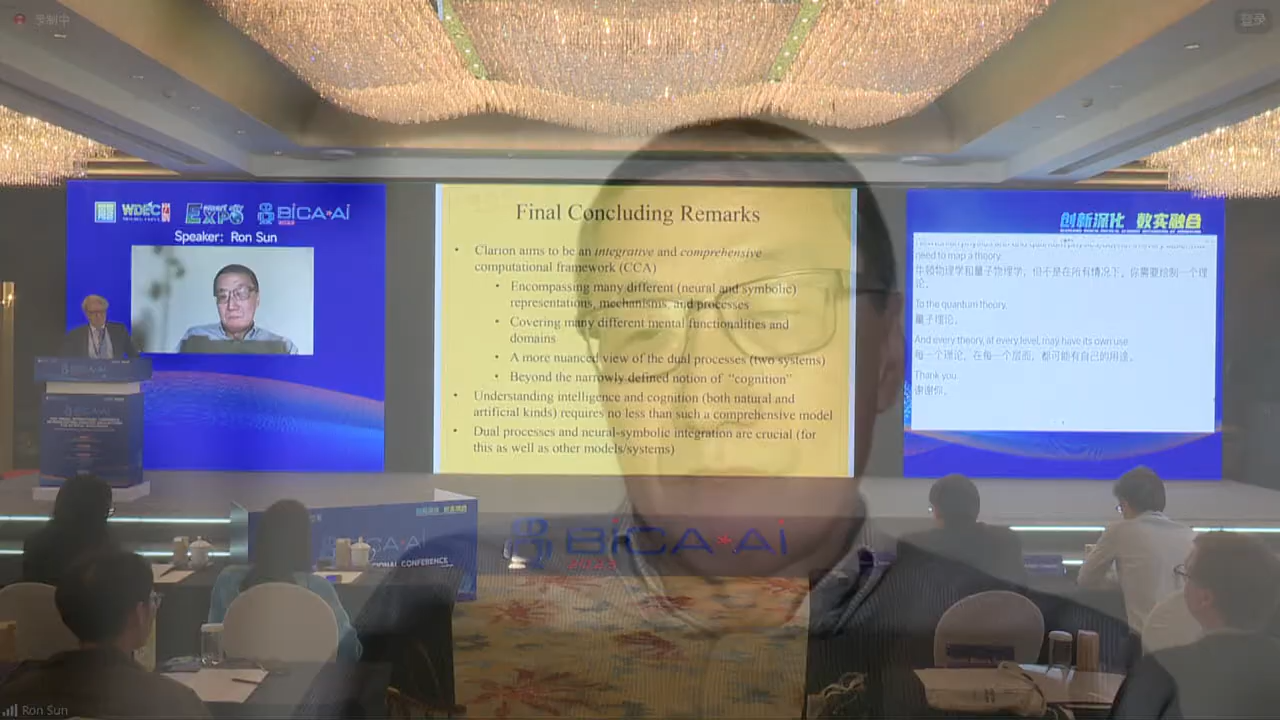 录制中
登录
WDEC
EXPO
BICA*AI
Speaker: Ron Sun
Final Concluding Remarks
• Clarion aims to be an integrative and comprehensive
computational framework (CCA)
• Encompassing many different (neural and symbolic)
representations, mechanisms, and processes
• Covering many different mental functionalities and
domains
• A more nuanced view of the dual processes (two systems)
• Beyond the narrowly defined notion of “cognition”
• Understanding intelligence and cognition (both natural and
artificial kinds) requires no less than such a comprehensive model
• Dual processes and neural-symbolic integration are crucial (for
this as well as other models/systems)
创新深化 数实融合
need to map a theory.
牛顿物理学和量子物理学，但不是在所有情况下，你需要绘制一个理
论。
To the quantum theory.
量子理论。
And every theory, at every level, may have its own use
每一个理论，在每一个层面，都可能有自己的用途。
Thank you
谢谢你。
BICA*AI
CONFERENCE
BICA*AI
2023
Ron Sun